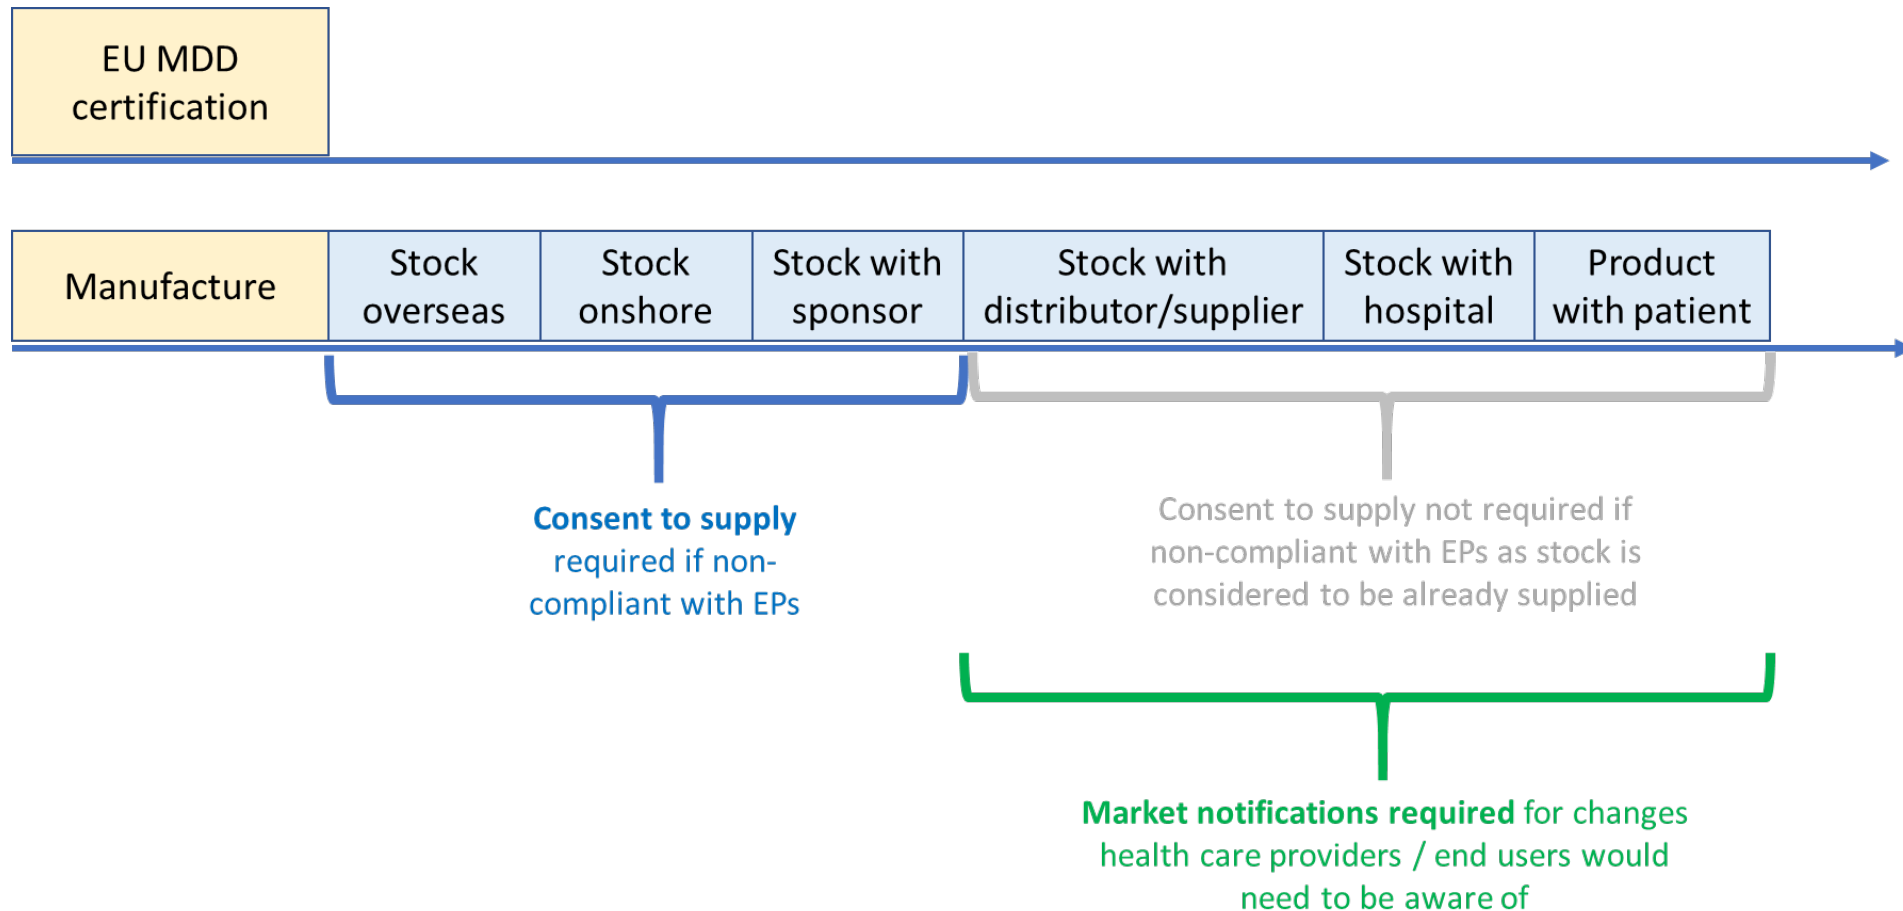 EU MDD
certification
Manufacture
Stock
overseas
Stock
onshore
Stock with
sponsor
Stock with
distributor/supplier
Stock with
hospital
Product
with patient
Consent to supply
required if non-
compliant with EPs
Consent to supply not required if
non-compliant with EPs as stock is
considered to be already supplied
Market notifications required for changes
health care providers / end users would
need to be aware of